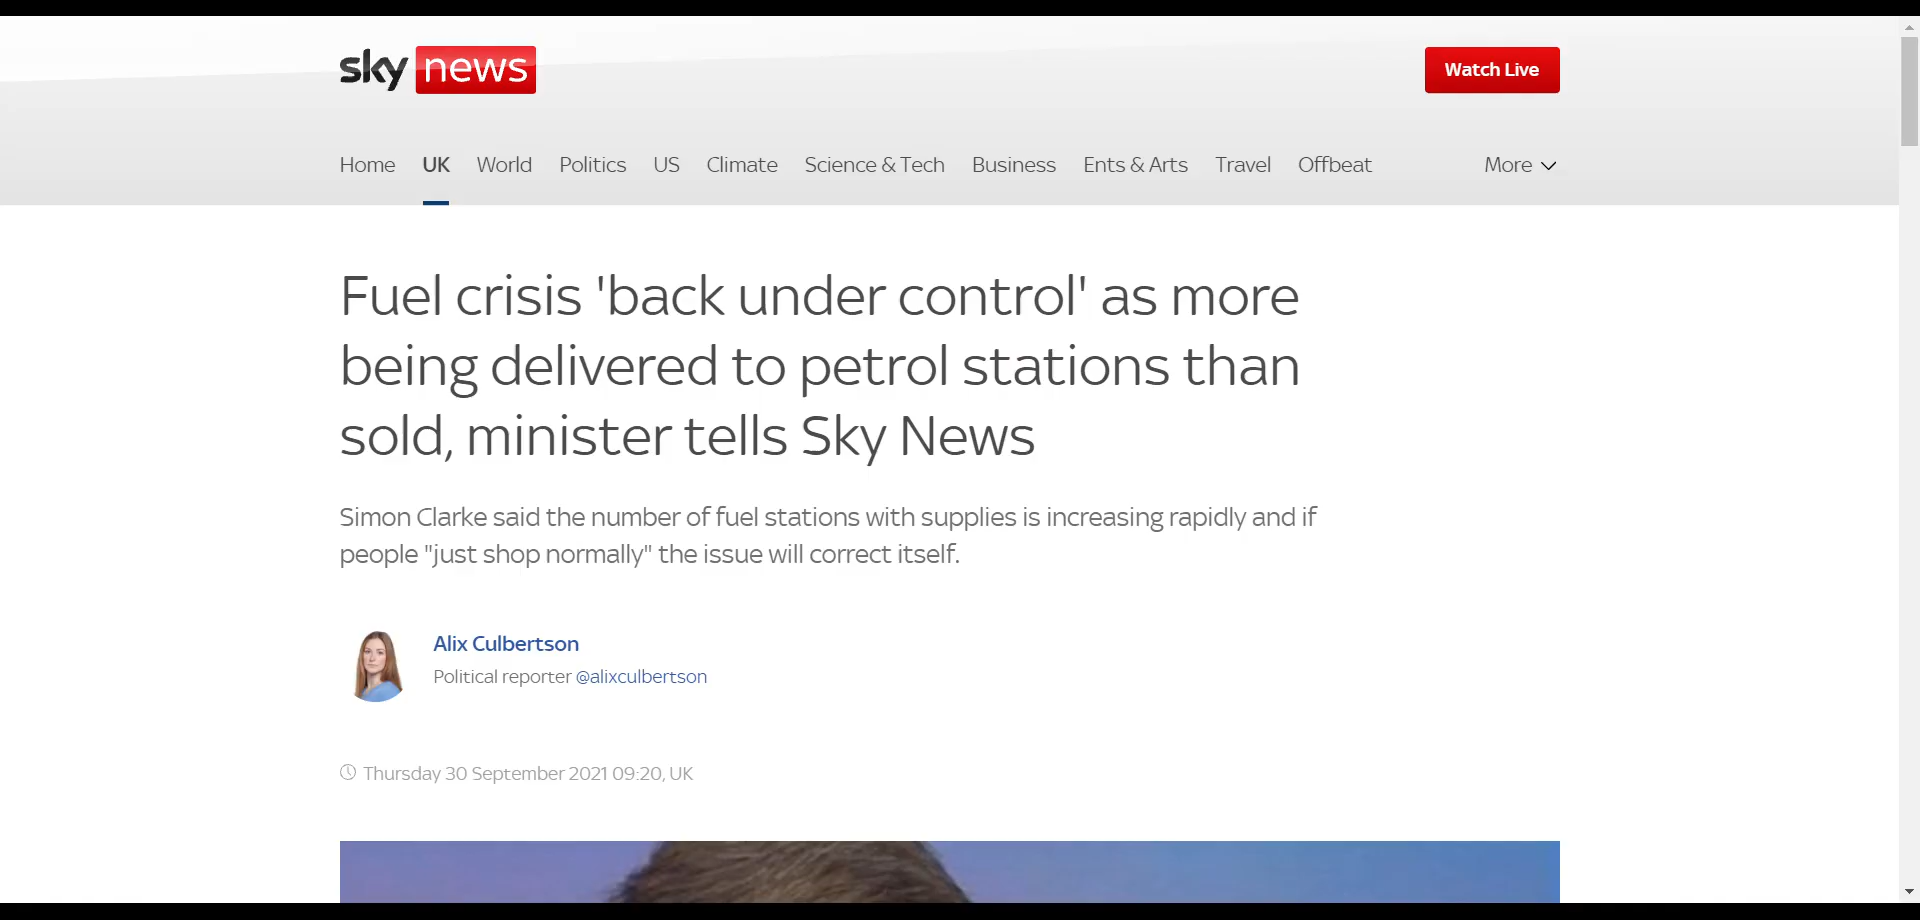 sky news
Watch Live
Home UK World Politics US Climate Science & Tech Business Ents & Arts Travel Offbeat More
Fuel crisis 'back under control' as more
being delivered to petrol stations than
sold, minister tells Sky News
Simon Clarke said the number of fuel stations with supplies is increasing rapidly and if
people "just shop normally" the issue will correct itself.
Alix Culbertson
Political reporter @alixculbertson
Thursday 30 September 2021 09:20, UK